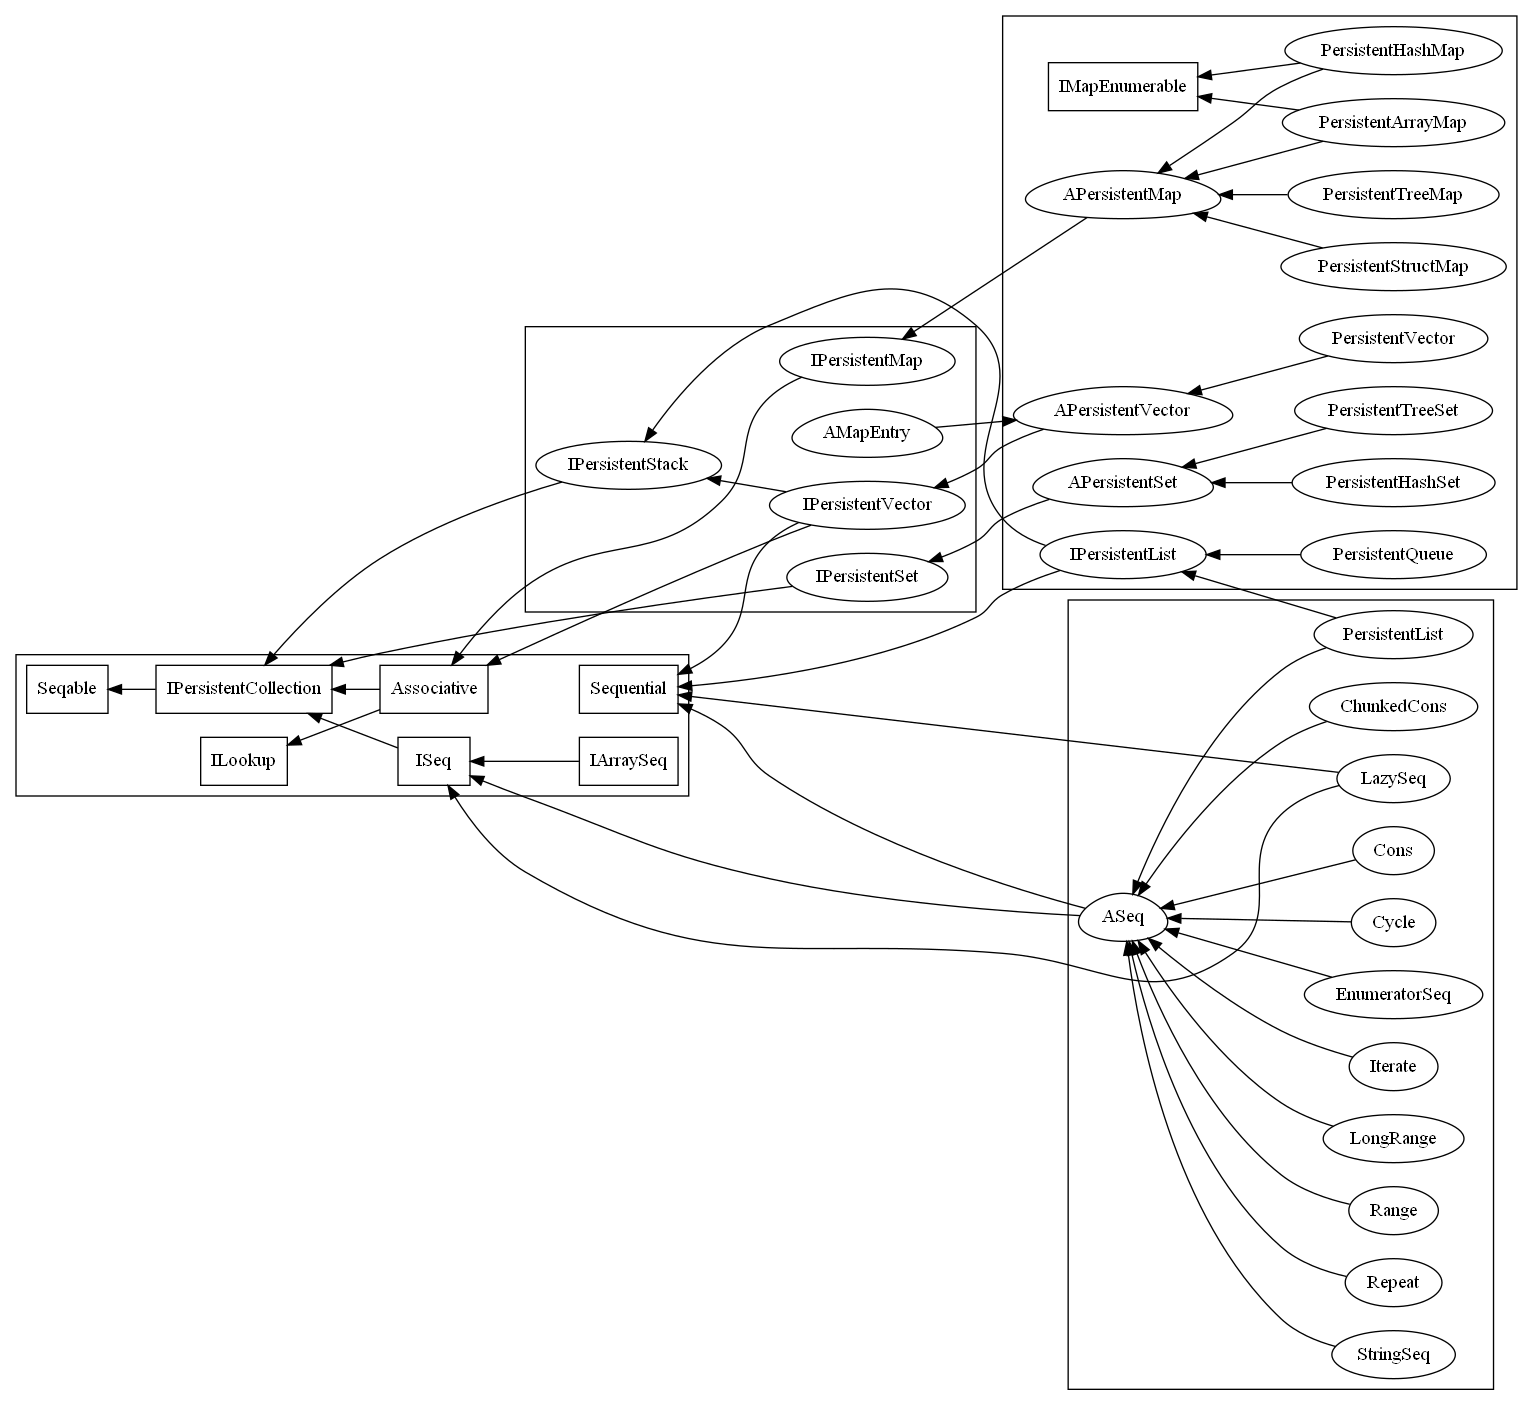 PersistentHashMap
IMapEnumerable
PersistentArrayMap
APersistentMap
PersistentTreeMap
PersistentStructMap
PersistentVector
IPersistentMap
APersistentVector
PersistentTreeSet
AMapEntry
IPersistentStack
APersistentSet
PersistentHashSet
IPersistentVector
IPersistentList
PersistentQueue
IPersistentSet
PersistentList
Seqable
IPersistentCollection
Associative
Sequential
ChunkedCons
ILookup
ISeq
IArraySeq
LazySeq
Cons
ASeq
Cycle
EnumeratorSeq
Iterate
LongRange
Range
Repeat
StringSeq